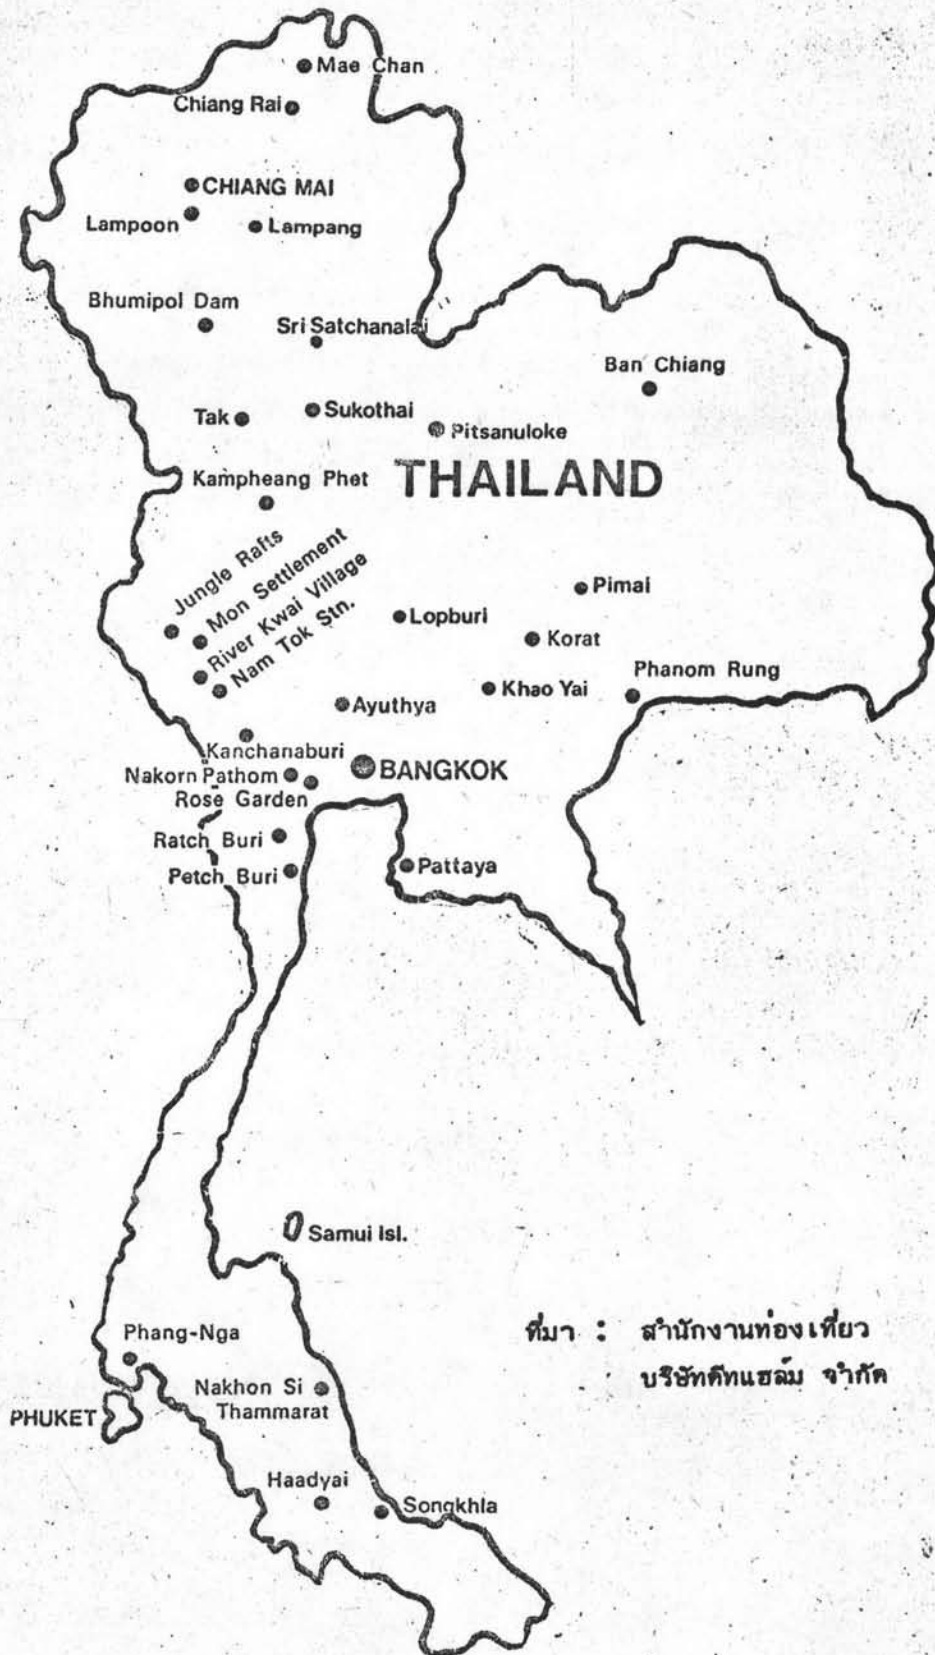 Mae Chan
Chiang Rai
CHIANG MAI
Lampoon
Lampang
Bhumipol Dam
Sri Satchanalai
Ban Chiang
Tak
Sukothai
Pitsanuloke
THAILAND
Kampheang Phet
Jungle Rafts
Mon Settlement
River Kwai Village
Nam Tok Stn.
Pimai
Lopburi
Korat
Phanom Rung
Khao Yai
Ayuthya
Kanchanaburi
BANGKOK
Nakorn Pathom
Rose Garden
Ratch Buri
Pattaya
Petch Buri
Samui Isl.
ที่มา : สำนักงานท่องเที่ยว
บริษัทดีทแฮล์ม จำกัด
Phang-Nga
Nakhon Si
Thammarat
PHUKET
Haadyai
Songkhla